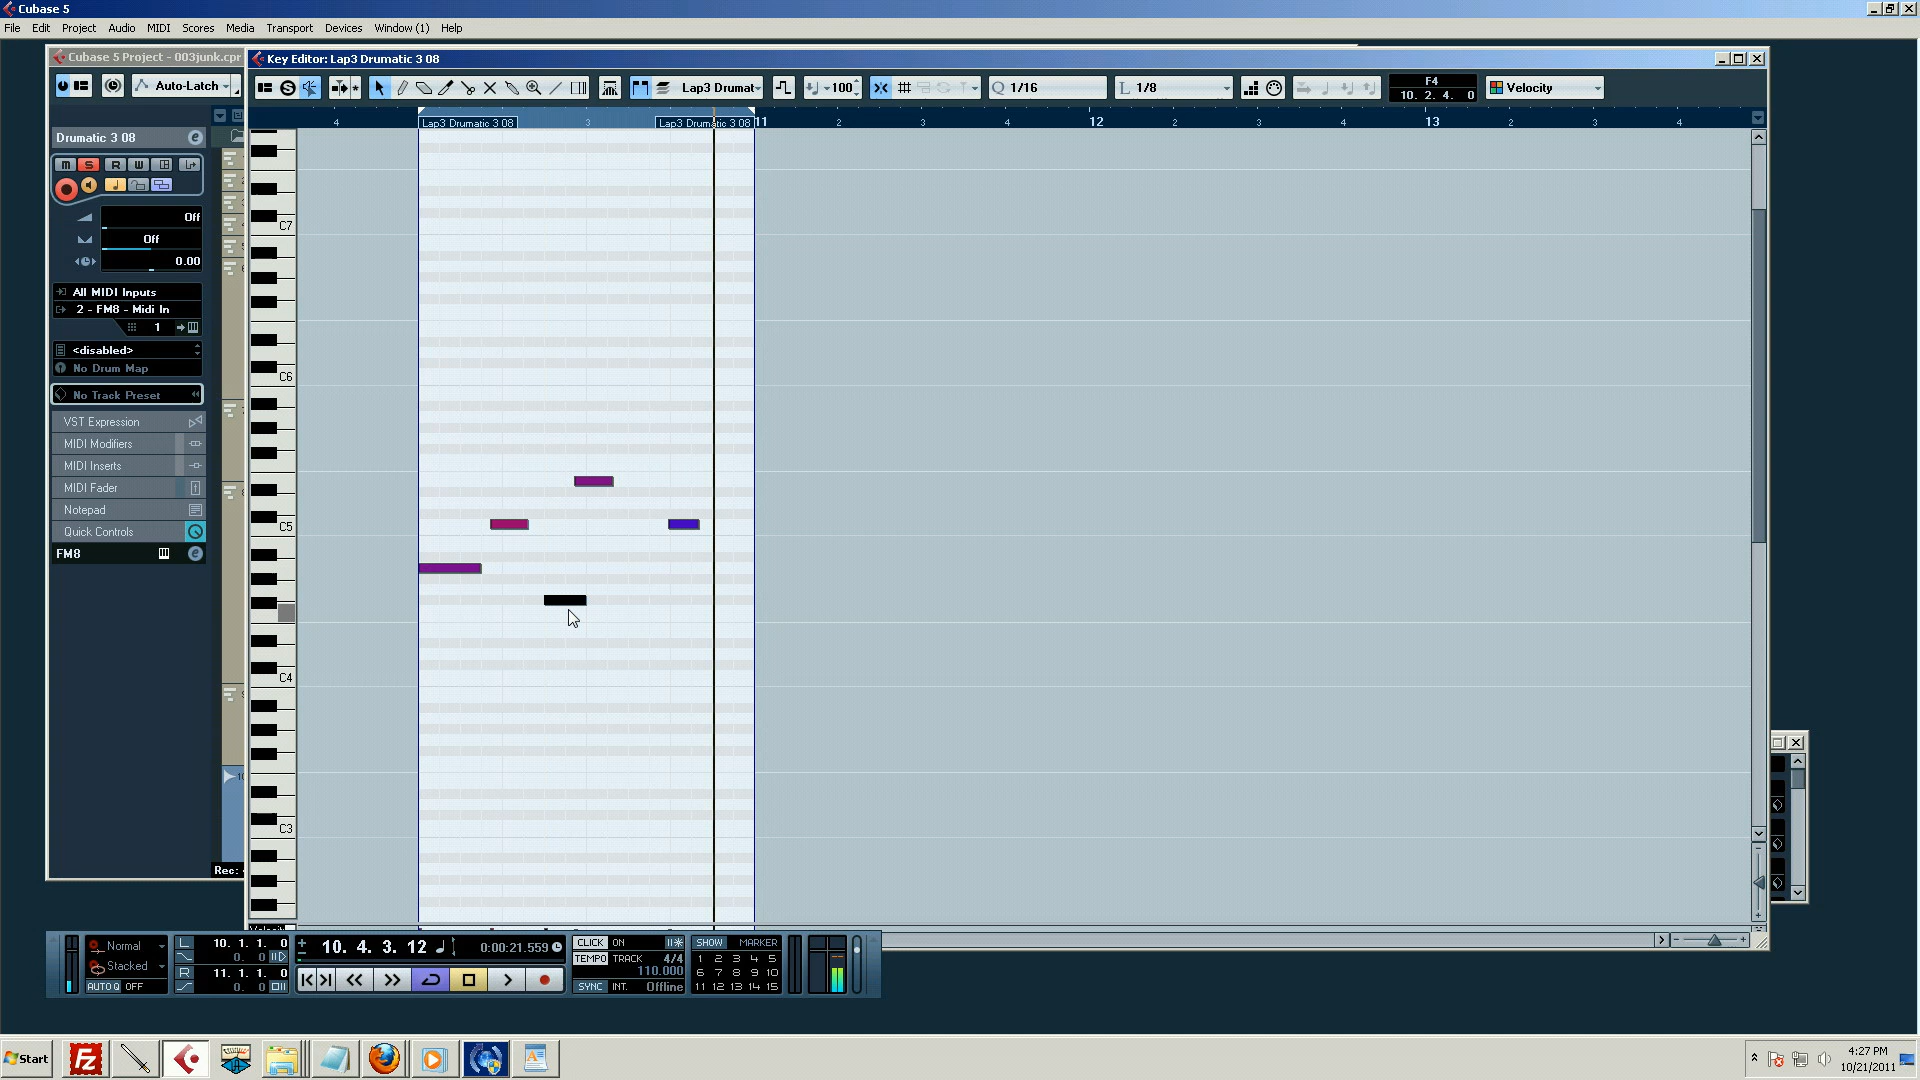 Cubase 5
File Edit Project Audio MIDI Scores Media Transport Devices Window (1) Help
Cubase 5 Project - 003junk.cpr
Key Editor: Lap3 Drumatic 3 08
Auto-Latch
Lap3 Drumat
100
Q 1/16
L 1/8
F4
10. 2. 4. 0
Velocity
4 3 11 2 3 4 12 2 3 4 13 2 3 4
Lap3 Drumatic 3 08
Lap3 Drumatic 3 08
Drumatic 3 08
M S R W
Off
Off
0.00
All MIDI Inputs
2 - FM8 - Midi In
1
<disabled>
No Drum Map
No Track Preset
VST Expression
MIDI Modifiers
MIDI Inserts
MIDI Fader
Notepad
Quick Controls
FM8
C7
C6
C5
C4
C3
Rec:
Normal
Stacked
AUTO Q OFF
L 10. 1. 1. 0
0. 0
R 11. 1. 1. 0
0. 0
10. 4. 3. 12
0:00:21.559
CLICK ON
TEMPO TRACK 4/4
110.000
SYNC INT. Offline
SHOW MARKER
1 2 3 4 5
6 7 8 9 10
11 12 13 14 15
Start
Fz
4:27 PM
10/21/2011